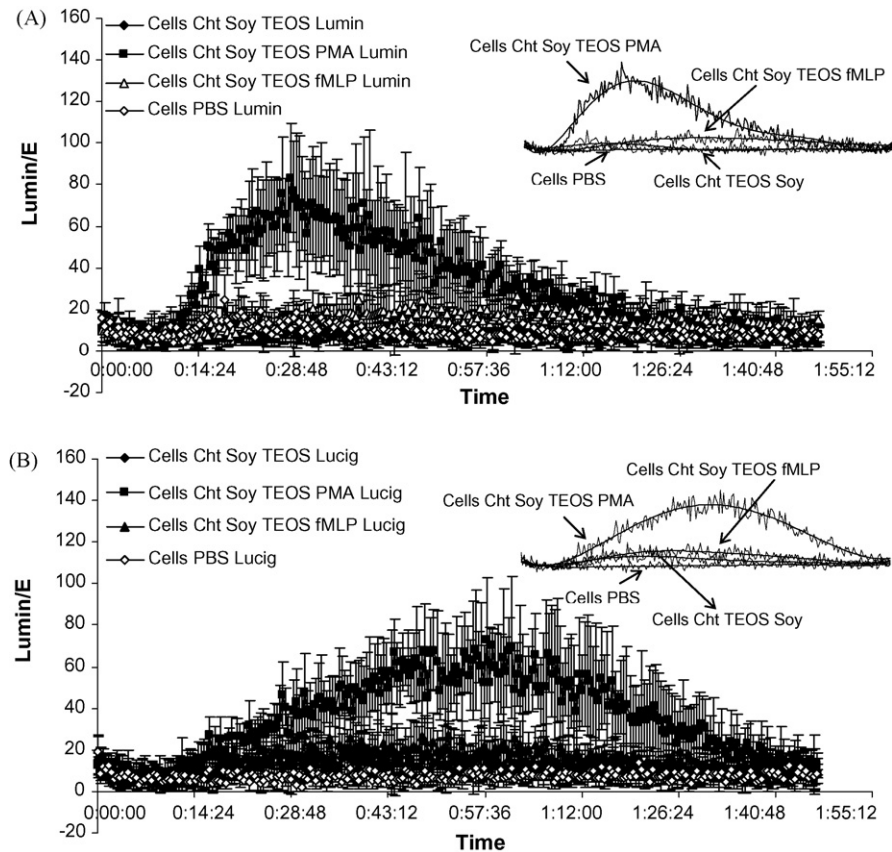 (A)
160
140
120
100
80
60
40
20
0
-20
Lumin/E
Cells Cht Soy TEOS Lumin
Cells Cht Soy TEOS PMA Lumin
Cells Cht Soy TEOS fMLP Lumin
Cells PBS Lumin
Cells Cht Soy TEOS PMA
Cells Cht Soy TEOS fMLP
Cells PBS
Cells Cht TEOS Soy
0:00:00 0:14:24 0:28:48 0:43:12 0:57:36 1:12:00 1:26:24 1:40:48 1:55:12
Time
(B)
160
140
120
100
80
60
40
20
0
-20
Lumin/E
Cells Cht Soy TEOS Lucig
Cells Cht Soy TEOS PMA Lucig
Cells Cht Soy TEOS fMLP Lucig
Cells PBS Lucig
Cells Cht Soy TEOS fMLP
Cells Cht Soy TEOS PMA
Cells PBS
Cells Cht TEOS Soy
0:00:00 0:14:24 0:28:48 0:43:12 0:57:36 1:12:00 1:26:24 1:40:48 1:55:12
Time